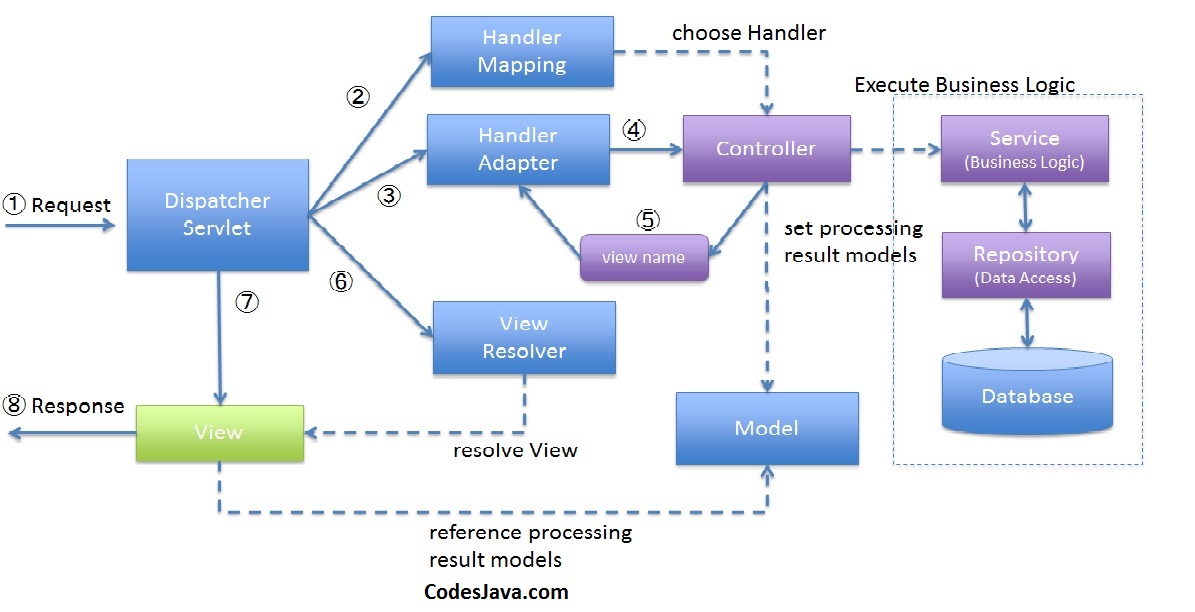 Handler
Mapping
choose Handler
②
Execute Business Logic
Handler
Adapter
④
Controller
Service
(Business Logic)
① Request
Dispatcher
Servlet
③
⑤
view name
set processing
result models
Repository
(Data Access)
⑥
⑦
View
Resolver
Database
⑧ Response
View
resolve View
Model
reference processing
result models
CodesJava.com